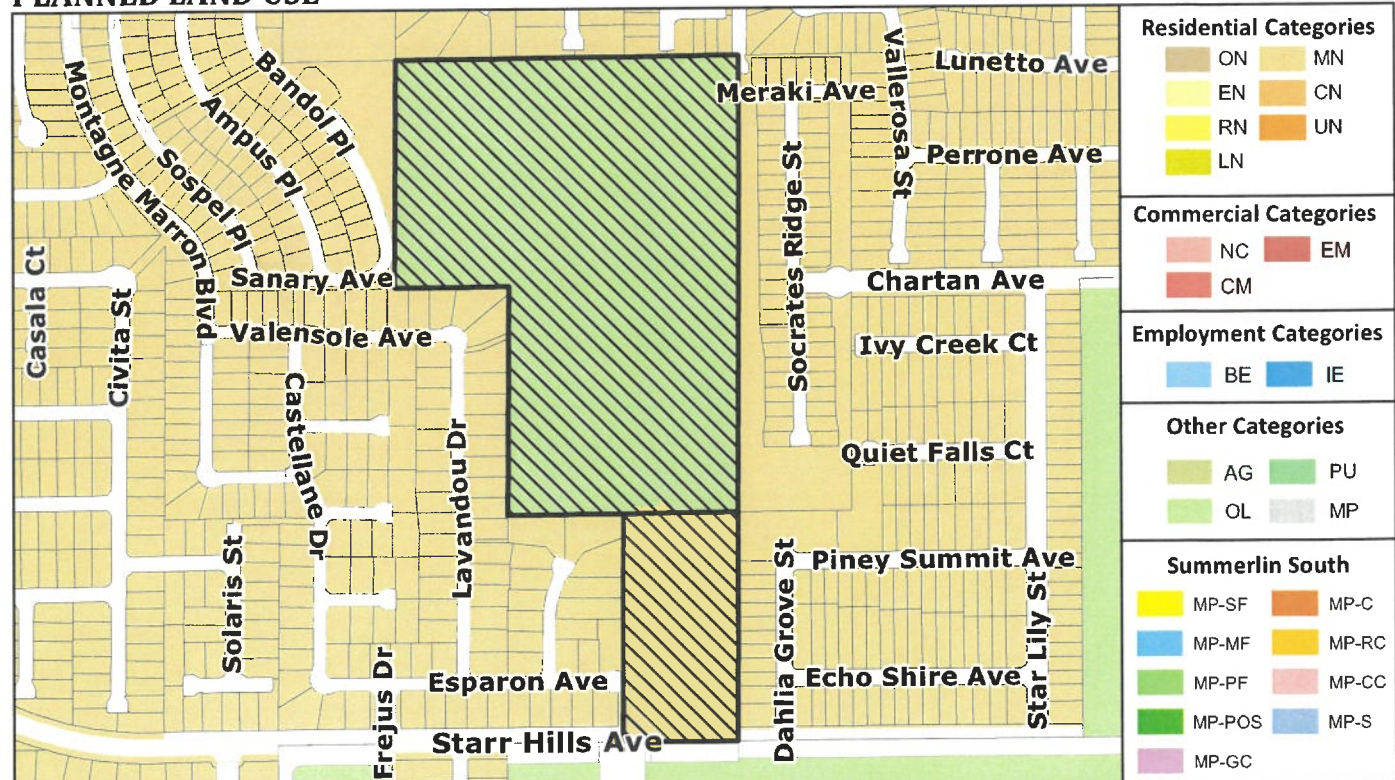 PLANNED LAND USE
Bandol Pl
Ampus Pl
Sospel Pl
Montagne Marron Blvd
Casala Ct
Civita St
Sanary Ave
Valensole Ave
Castellane Dr
Lavandou Dr
Solaris St
Frejus Dr
Esparon Ave
Starr Hills Ave
Meraki Ave
Vallerosa St
Lunetto Ave
Perrone Ave
Socrates Ridge St
Chartan Ave
Ivy Creek Ct
Quiet Falls Ct
Piney Summit Ave
Dahlia Grove St
Echo Shire Ave
Star Lily St
Residential Categories
ON MN
EN CN
RN UN
LN
Commercial Categories
NC EM
CM
Employment Categories
BE IE
Other Categories
AG PU
OL MP
Summerlin South
MP-SF MP-C
MP-MF MP-RC
MP-PF MP-CC
MP-POS MP-S
MP-GC